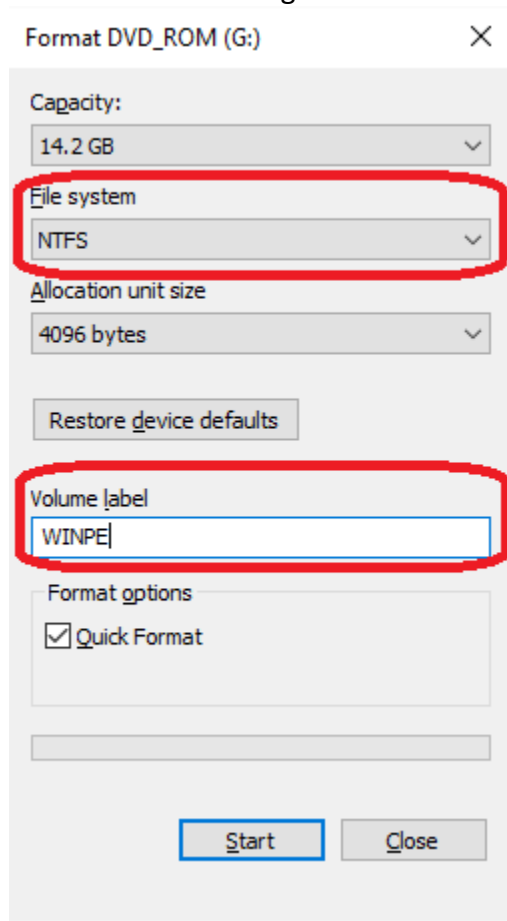 Format DVD_ROM (G:)
Capacity:
14.2 GB
File system
NTFS
Allocation unit size
4096 bytes
Restore device defaults
Volume label
WINPE
Format options
Quick Format
Start Close